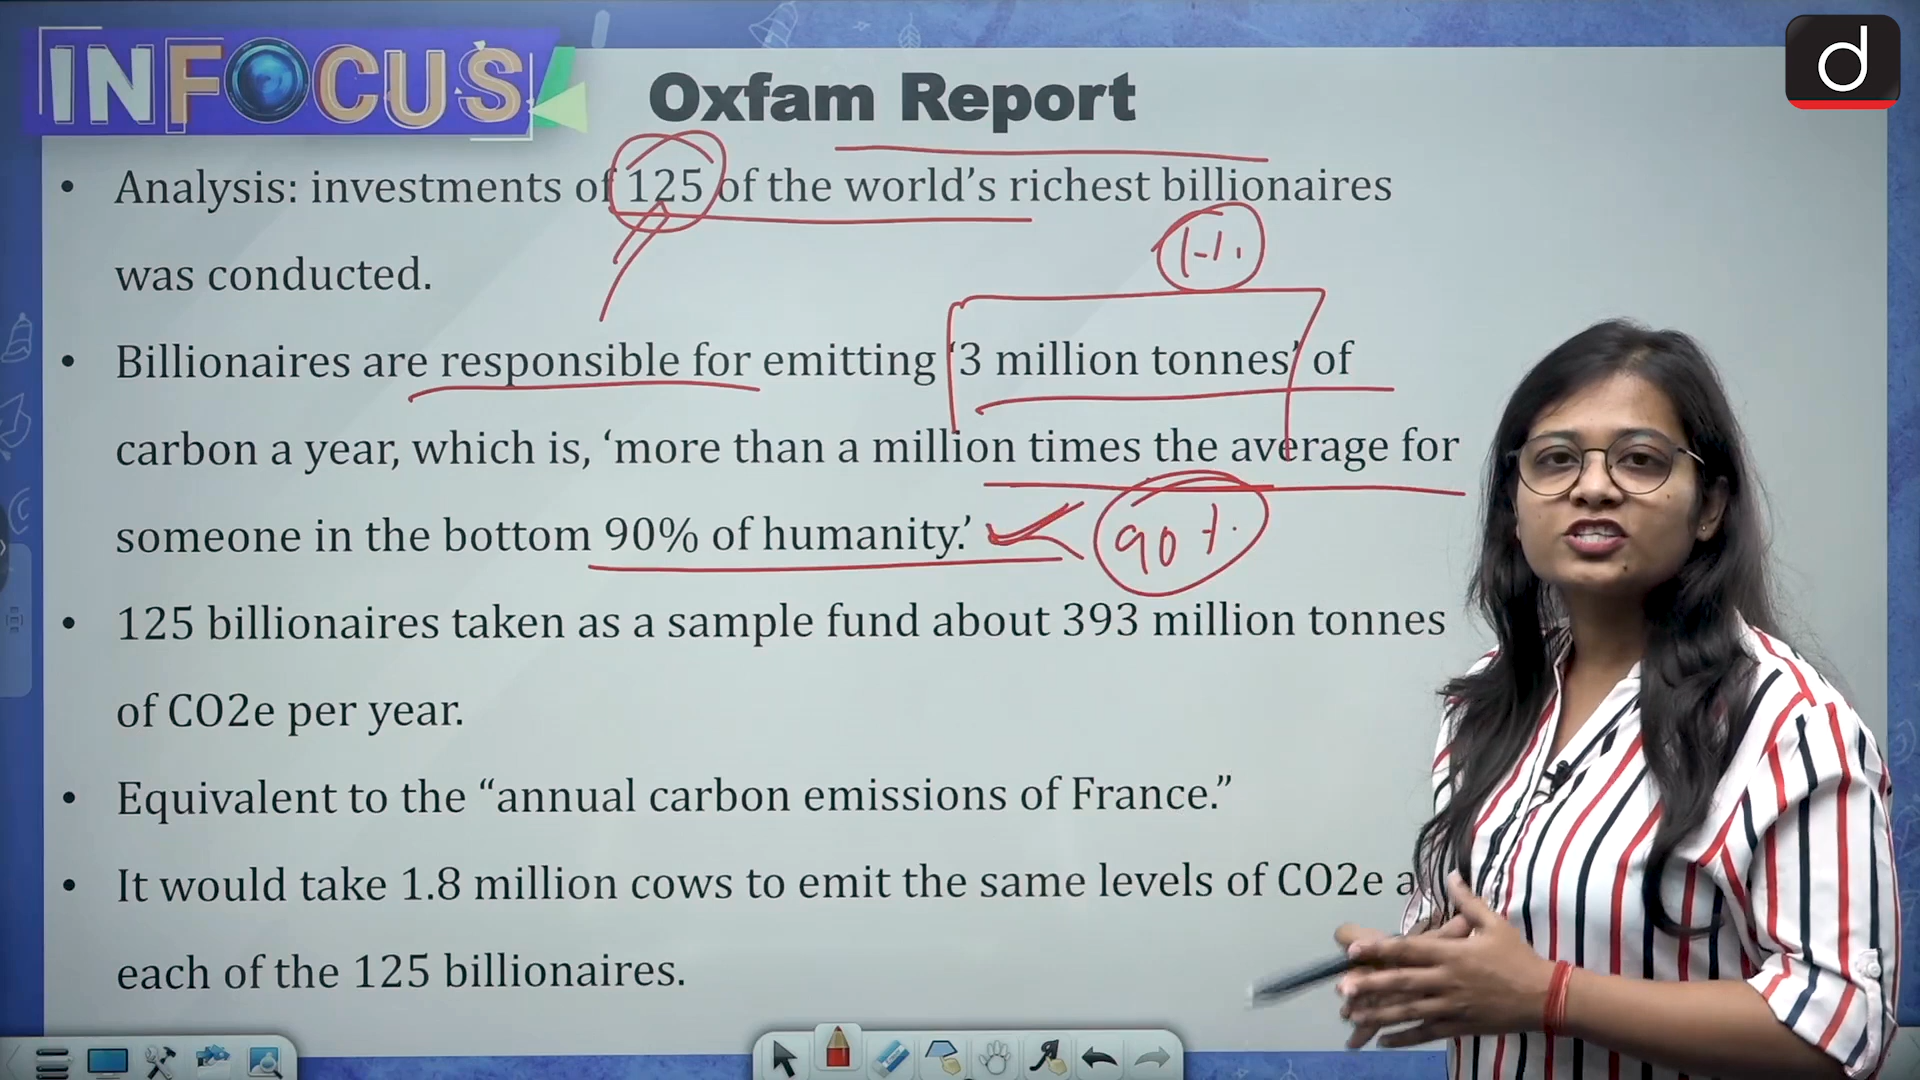 INFOCUS
Oxfam Report
d
• Analysis: investments of 125 of the world’s richest billionaires
was conducted.
1%
• Billionaires are responsible for emitting ‘3 million tonnes’ of
carbon a year, which is, ‘more than a million times the average for
someone in the bottom 90% of humanity.’
90%
• 125 billionaires taken as a sample fund about 393 million tonnes
of CO2e per year.
• Equivalent to the “annual carbon emissions of France.”
• It would take 1.8 million cows to emit the same levels of CO2e
each of the 125 billionaires.